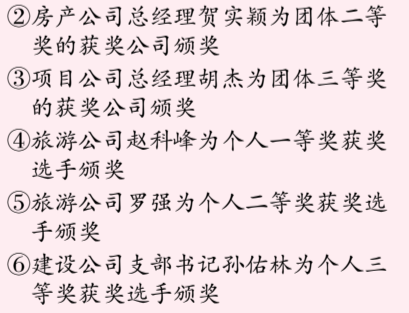 ②房产公司总经理贺实颖为团体二等
奖的获奖公司颁奖
③项目公司总经理胡杰为团体三等奖
的获奖公司颁奖
④旅游公司赵科峰为个人一等奖获奖
选手颁奖
⑤旅游公司罗强为个人二等奖获奖选
手颁奖
⑥建设公司支部书记孙佑林为个人三
等奖获奖选手颁奖